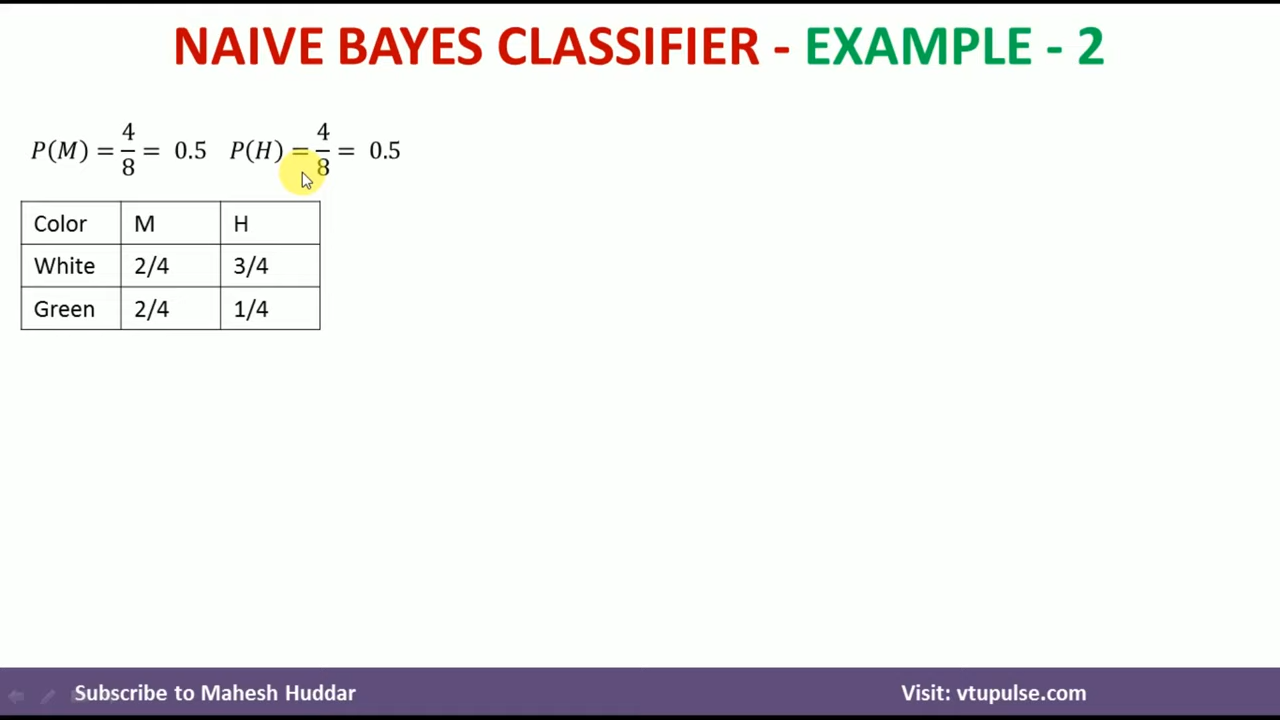 NAIVE BAYES CLASSIFIER - EXAMPLE - 2
P(M) = 4/8 = 0.5 P(H) = 4/8 = 0.5
Color M H
White 2/4 3/4
Green 2/4 1/4
Subscribe to Mahesh Huddar Visit: vtupulse.com